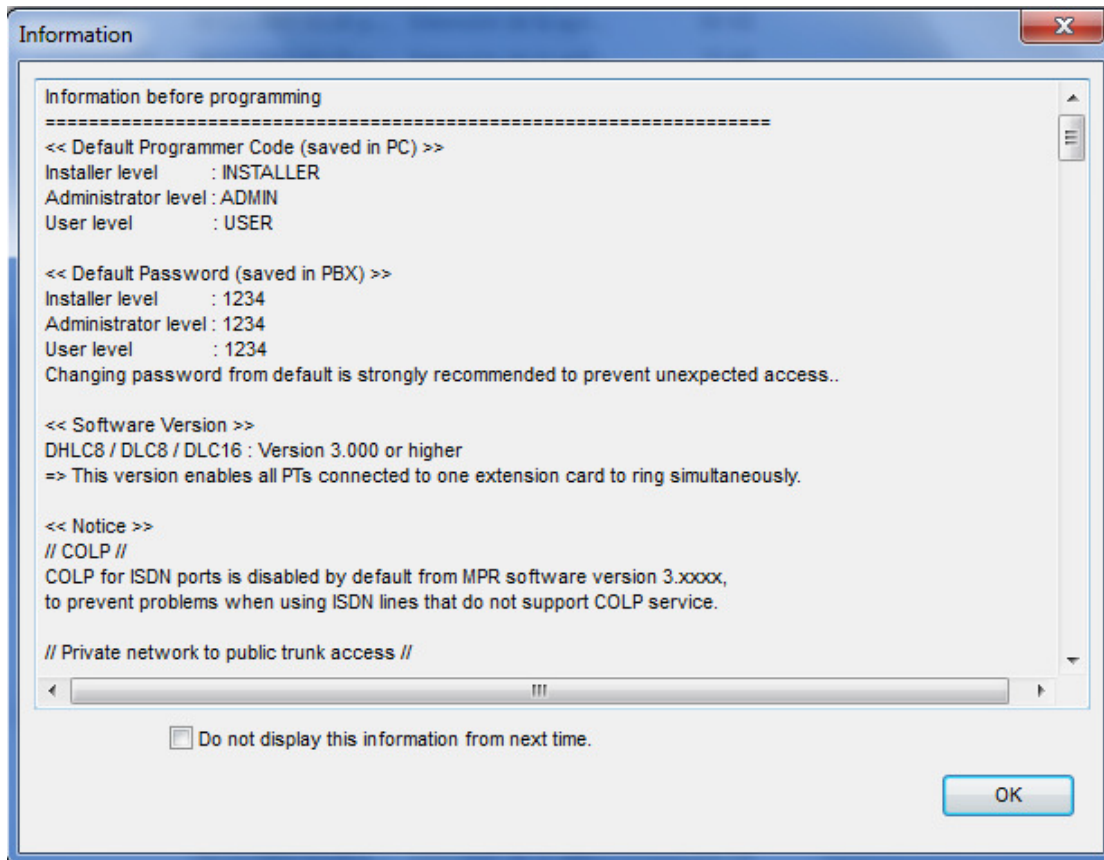 Information
Information before programming
===================================================================
<< Default Programmer Code (saved in PC) >>
Installer level : INSTALLER
Administrator level : ADMIN
User level : USER
<< Default Password (saved in PBX) >>
Installer level : 1234
Administrator level : 1234
User level : 1234
Changing password from default is strongly recommended to prevent unexpected access..
<< Software Version >>
DHLC8 / DLC8 / DLC16 : Version 3.000 or higher
=> This version enables all PTs connected to one extension card to ring simultaneously.
<< Notice >>
// COLP //
COLP for ISDN ports is disabled by default from MPR software version 3.xxxx,
to prevent problems when using ISDN lines that do not support COLP service.
// Private network to public trunk access //
Do not display this information from next time.
OK